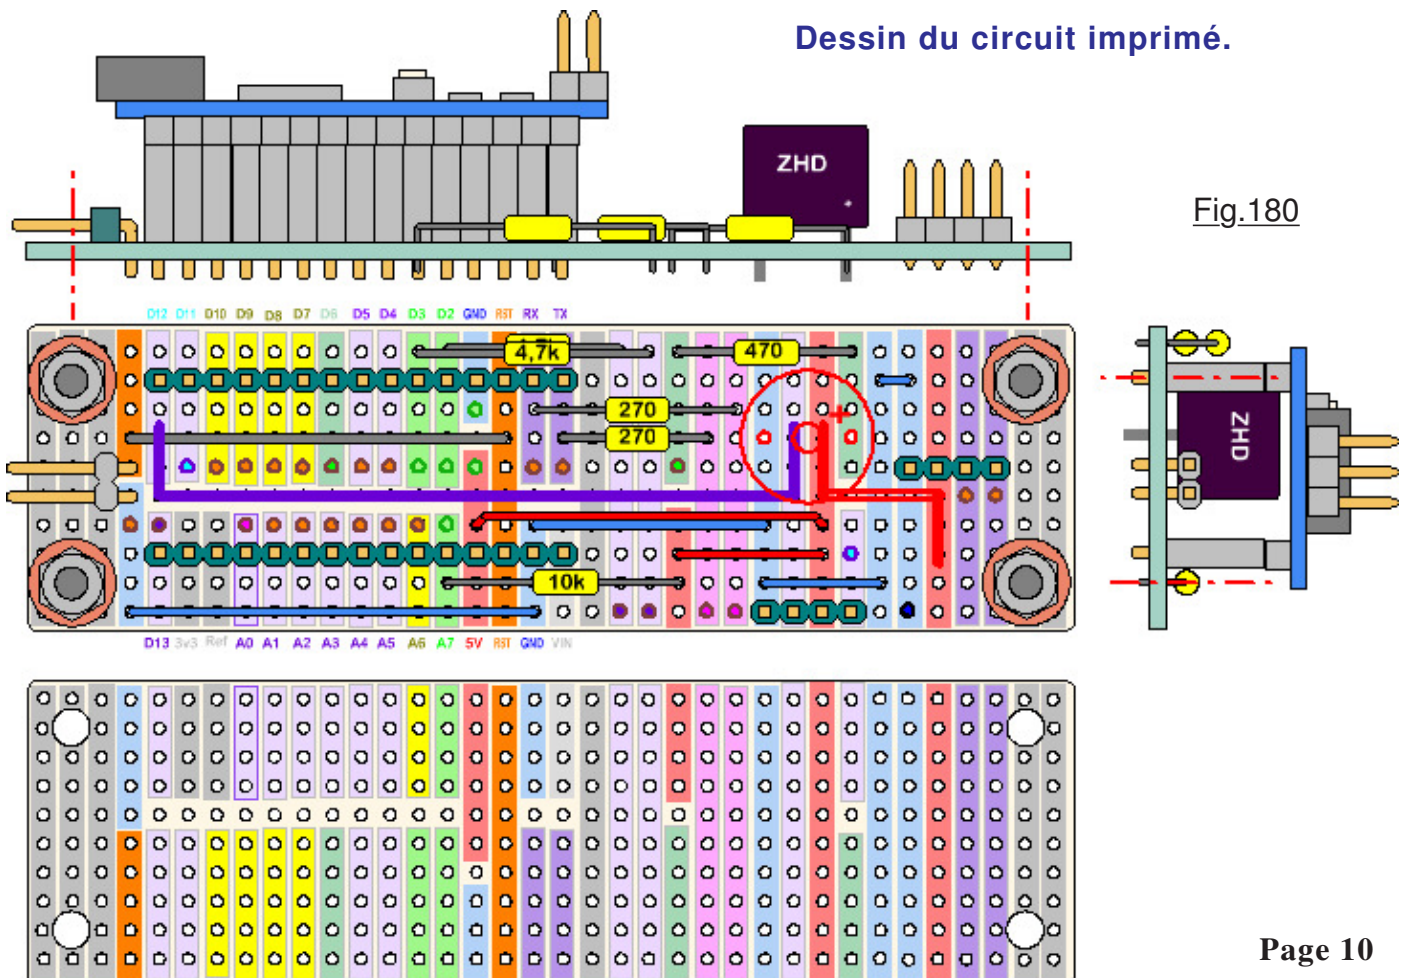 Dessin du circuit imprimé.
ZHD
Fig.180
D12 D11 D10 D9 D8 D7 D6 D5 D4 D3 D2 GND RST RX TX
4,7k
470
270
+
270
ZHD
10k
D13 3v3 Ref A0 A1 A2 A3 A4 A5 A6 A7 5V RST GND VIN
Page 10